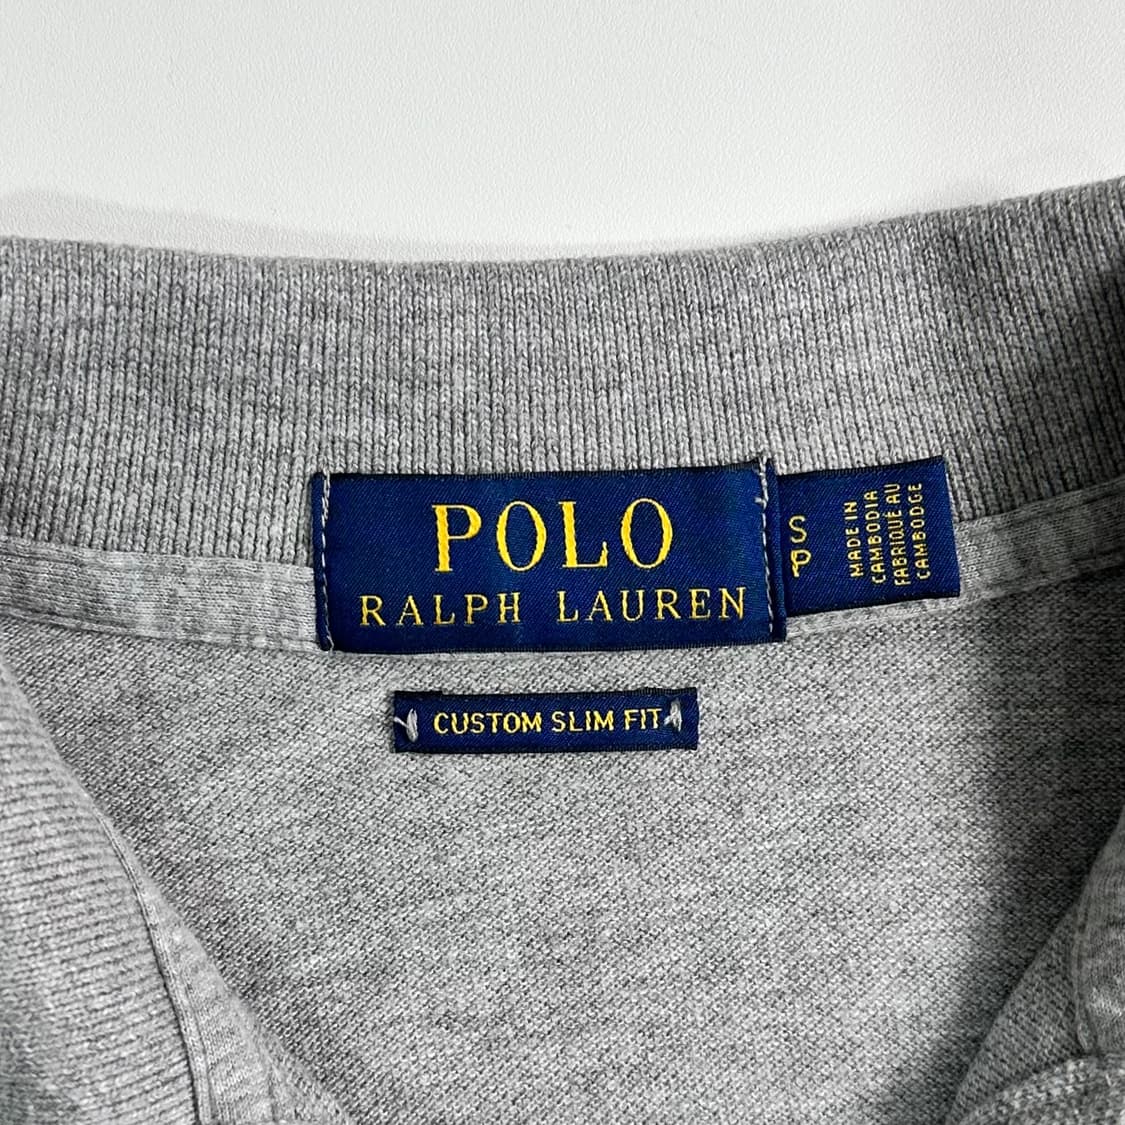 POLO
RALPH LAUREN
S
P
MADE IN
CAMBODIA
FABRIQUÉ AU
CAMBODGE
CUSTOM SLIM FIT